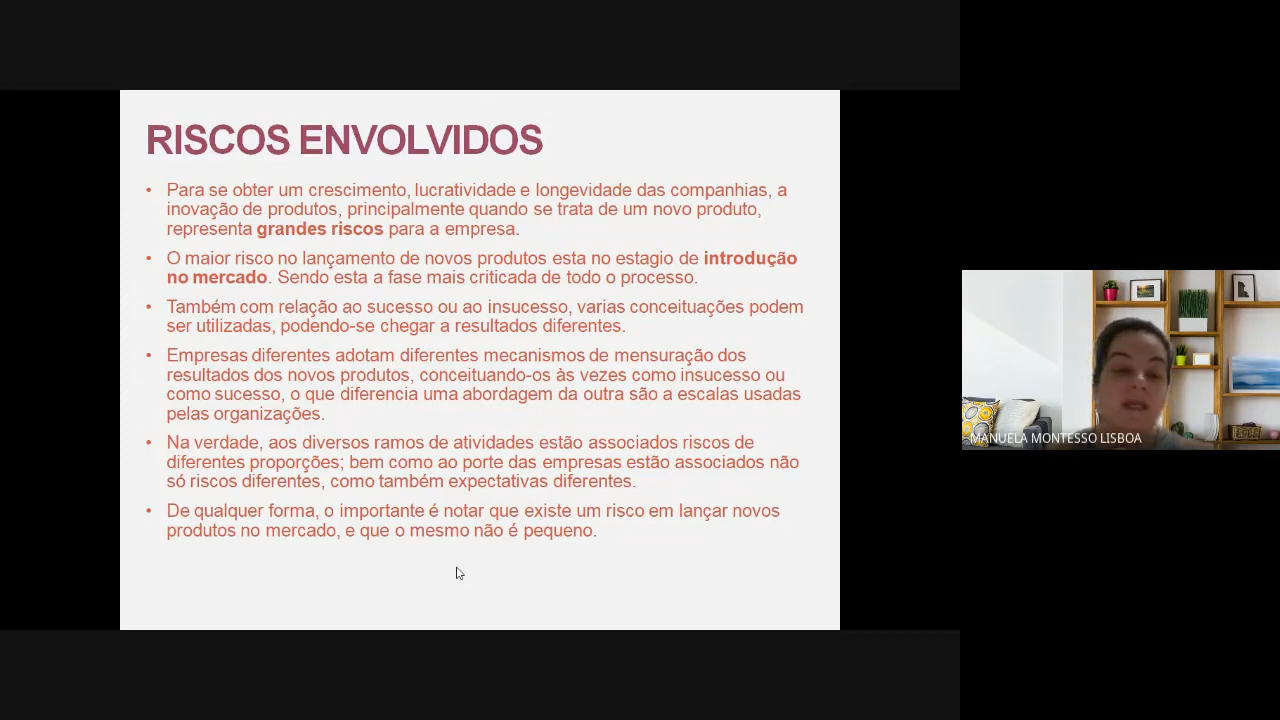 RISCOS ENVOLVIDOS
• Para se obter um crescimento, lucratividade e longevidade das companhias, a
inovação de produtos, principalmente quando se trata de um novo produto,
representa grandes riscos para a empresa.
• O maior risco no lançamento de novos produtos esta no estagio de introdução
no mercado. Sendo esta a fase mais criticada de todo o processo.
• Também com relação ao sucesso ou ao insucesso, varias conceituações podem
ser utilizadas, podendo-se chegar a resultados diferentes.
• Empresas diferentes adotam diferentes mecanismos de mensuração dos
resultados dos novos produtos, conceituando-os às vezes como insucesso ou
como sucesso, o que diferencia uma abordagem da outra são a escalas usadas
pelas organizações.
• Na verdade, aos diversos ramos de atividades estão associados riscos de
diferentes proporções; bem como ao porte das empresas estão associados não
só riscos diferentes, como também expectativas diferentes.
• De qualquer forma, o importante é notar que existe um risco em lançar novos
produtos no mercado, e que o mesmo não é pequeno.
MANUELA MONTESSO LISBOA